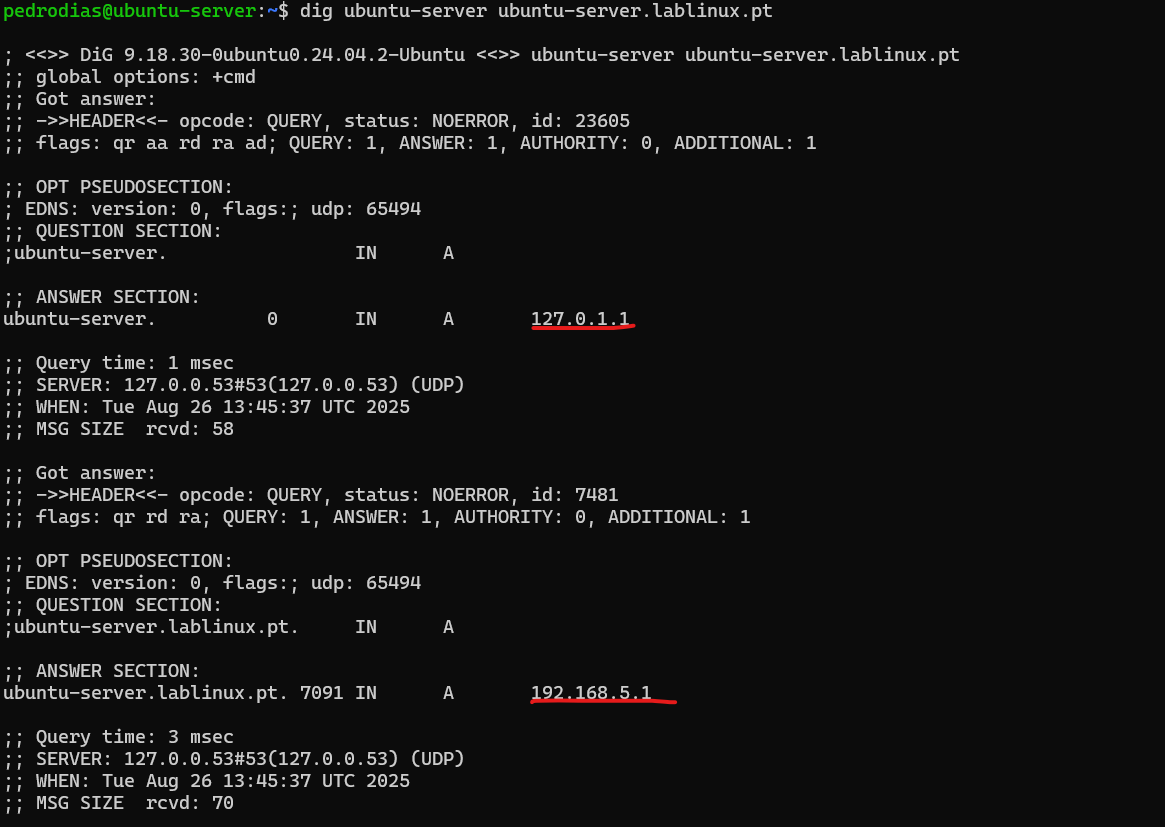 pedrodias@ubuntu-server:~$ dig ubuntu-server ubuntu-server.lablinux.pt
; <<>> DiG 9.18.30-0ubuntu0.24.04.2-Ubuntu <<>> ubuntu-server ubuntu-server.lablinux.pt
;; global options: +cmd
;; Got answer:
;; ->>HEADER<<- opcode: QUERY, status: NOERROR, id: 23605
;; flags: qr aa rd ra ad; QUERY: 1, ANSWER: 1, AUTHORITY: 0, ADDITIONAL: 1
;; OPT PSEUDOSECTION:
; EDNS: version: 0, flags:; udp: 65494
;; QUESTION SECTION:
;ubuntu-server. IN A
;; ANSWER SECTION:
ubuntu-server. 0 IN A 127.0.1.1
;; Query time: 1 msec
;; SERVER: 127.0.0.53#53(127.0.0.53) (UDP)
;; WHEN: Tue Aug 26 13:45:37 UTC 2025
;; MSG SIZE rcvd: 58
;; Got answer:
;; ->>HEADER<<- opcode: QUERY, status: NOERROR, id: 7481
;; flags: qr rd ra; QUERY: 1, ANSWER: 1, AUTHORITY: 0, ADDITIONAL: 1
;; OPT PSEUDOSECTION:
; EDNS: version: 0, flags:; udp: 65494
;; QUESTION SECTION:
;ubuntu-server.lablinux.pt. IN A
;; ANSWER SECTION:
ubuntu-server.lablinux.pt. 7091 IN A 192.168.5.1
;; Query time: 3 msec
;; SERVER: 127.0.0.53#53(127.0.0.53) (UDP)
;; WHEN: Tue Aug 26 13:45:37 UTC 2025
;; MSG SIZE rcvd: 70